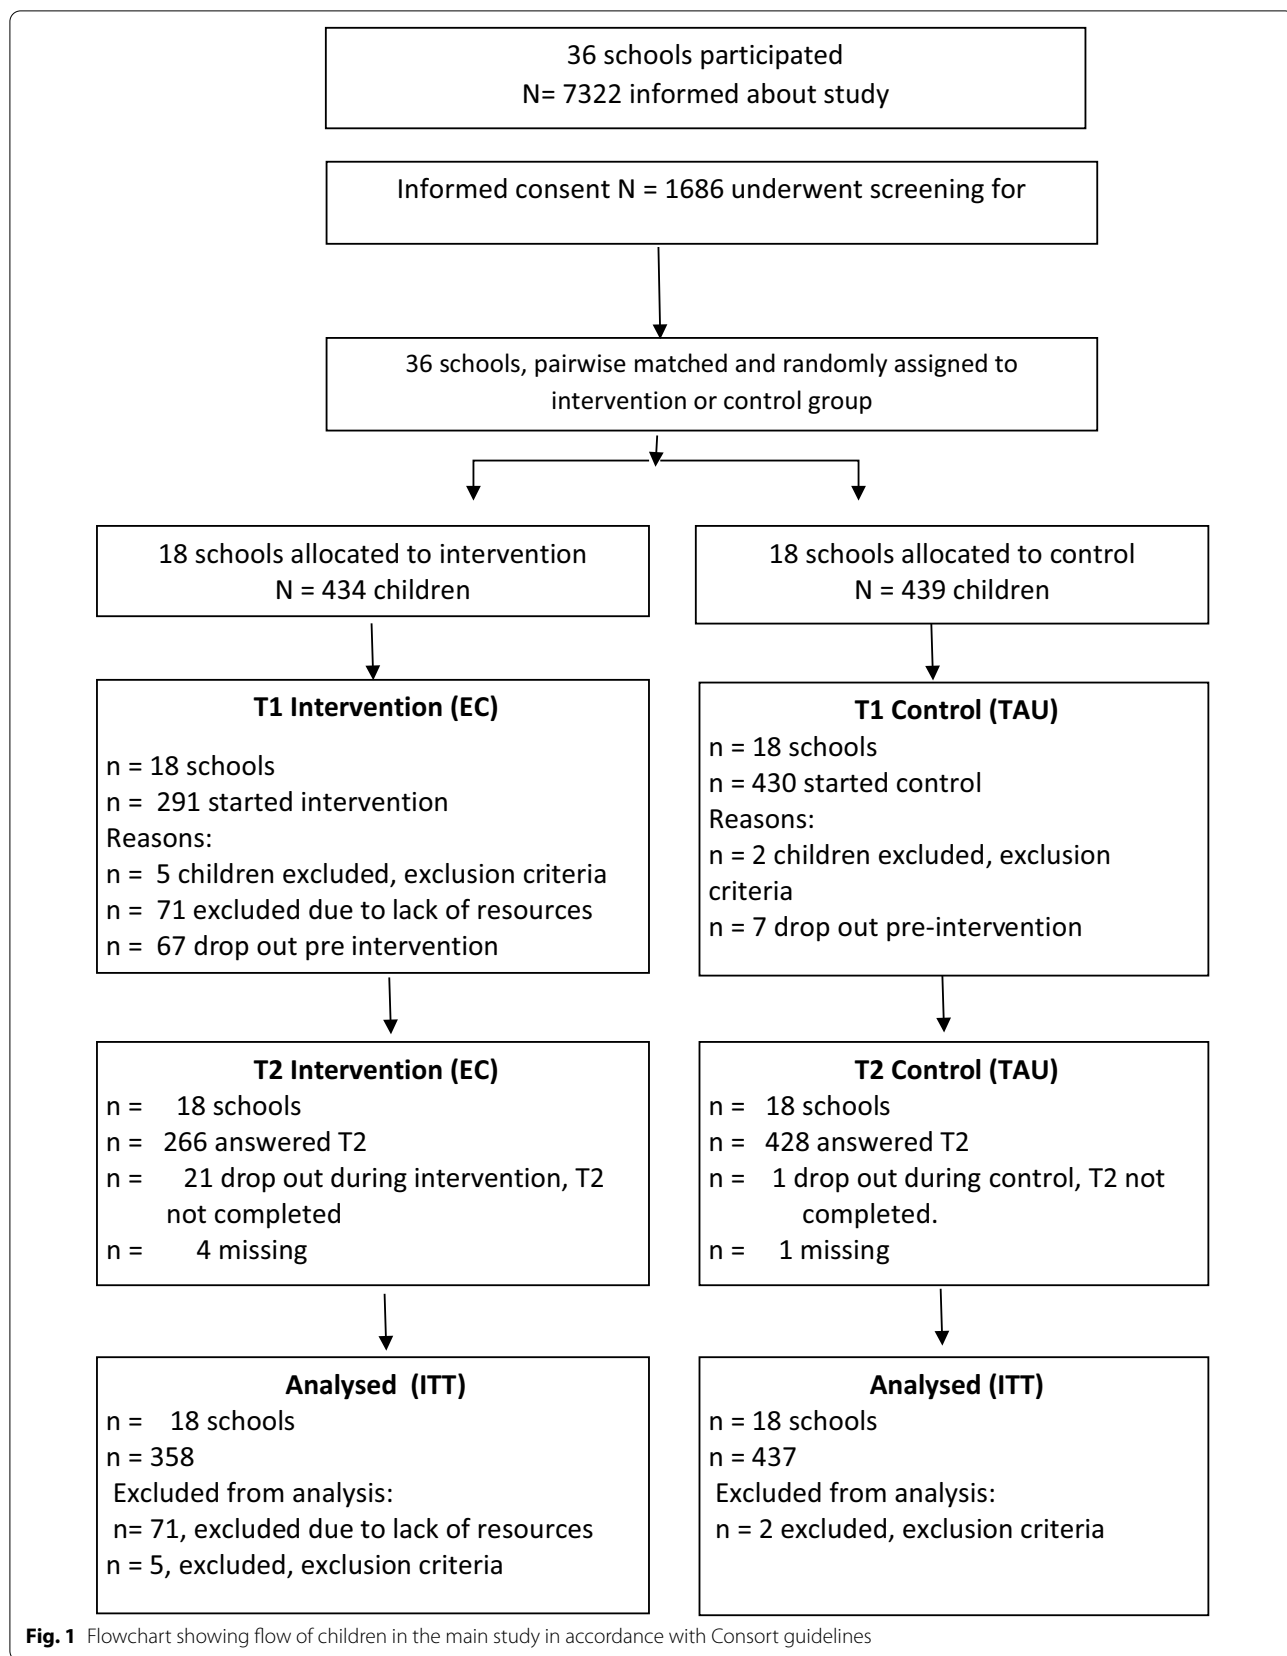 36 schools participated
N= 7322 informed about study
Informed consent N = 1686 underwent screening for
36 schools, pairwise matched and randomly assigned to
intervention or control group
18 schools allocated to intervention
N = 434 children
18 schools allocated to control
N = 439 children
T1 Intervention (EC)
n = 18 schools
n =  291 started intervention
Reasons:
n =  5 children excluded, exclusion criteria
n =  71 excluded due to lack of resources
n =  67 drop out pre intervention
T1 Control (TAU)
n = 18 schools
n = 430 started control
Reasons:
n = 2 children excluded, exclusion
criteria
n = 7 drop out pre-intervention
T2 Intervention (EC)
n =    18 schools
n =   266 answered T2
n =     21 drop out during intervention, T2
not completed
n =      4 missing
T2 Control (TAU)
n =   18 schools
n =   428 answered T2
n =    1 drop out during control, T2 not
completed.
n =    1 missing
Analysed  (ITT)
n =    18 schools
n = 358
Excluded from analysis:
n= 71, excluded due to lack of resources
n = 5, excluded, exclusion criteria
Analysed (ITT)
n = 18 schools
n = 437
Excluded from analysis:
n = 2 excluded, exclusion criteria
Fig. 1  Flowchart showing flow of children in the main study in accordance with Consort guidelines